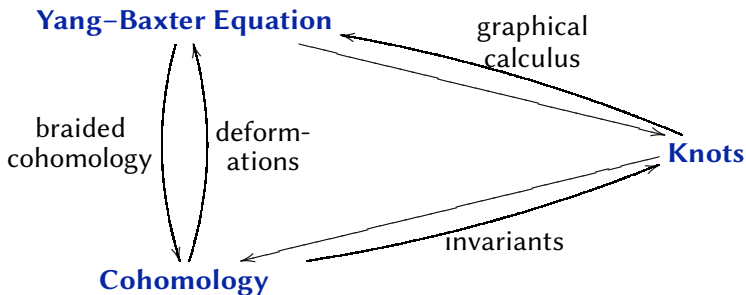 Yang–Baxter Equation
graphical
calculus
braided
cohomology
deform-
ations
Knots
invariants
Cohomology